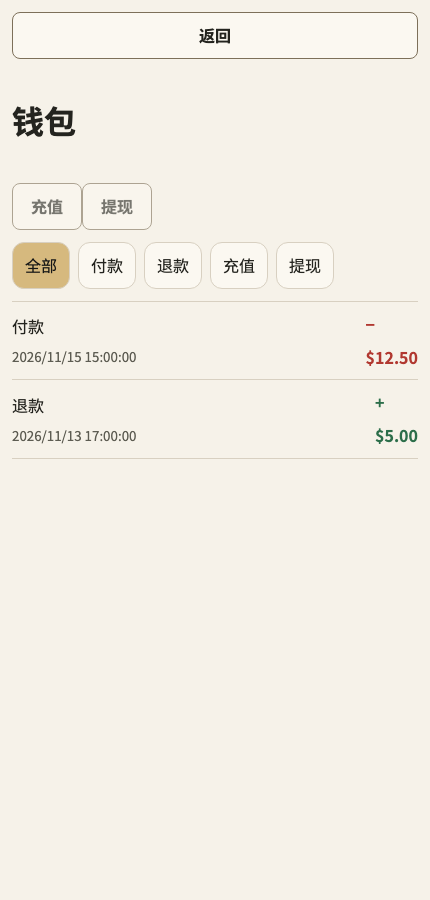 返回
钱包
充值 提现
全部 付款 退款 充值 提现
付款 −
2026/11/15 15:00:00 $12.50
退款 +
2026/11/13 17:00:00 $5.00